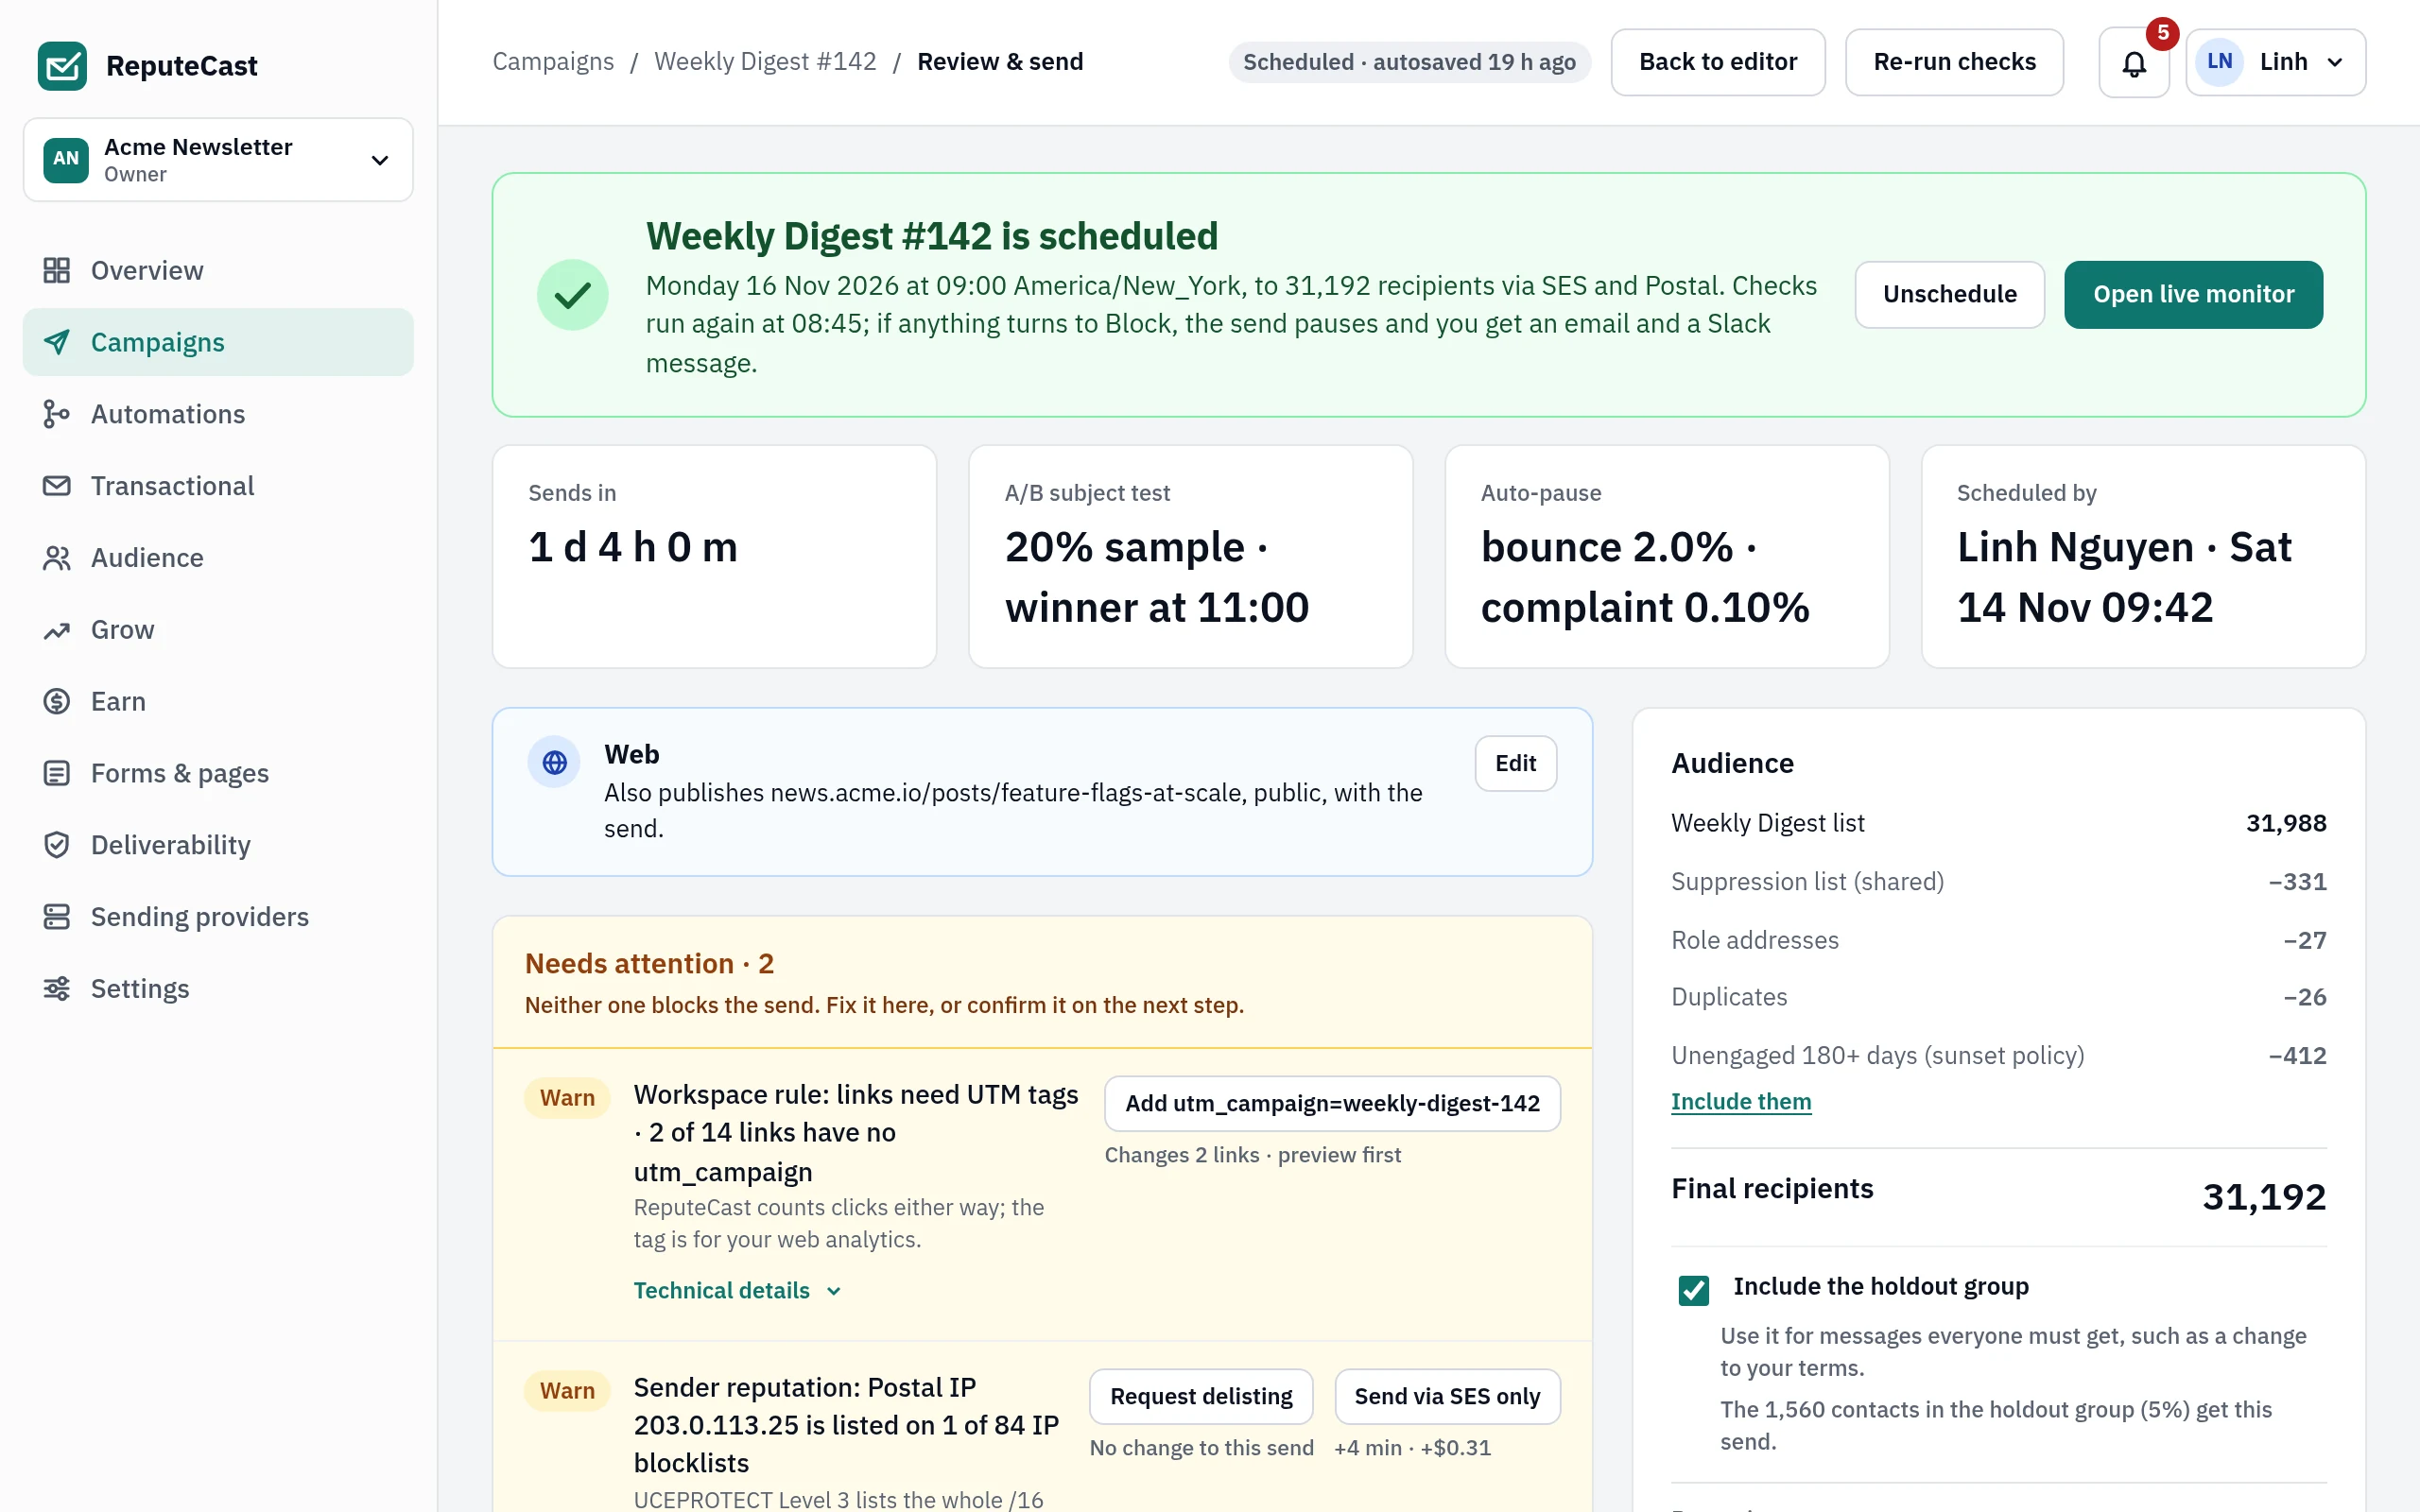 ReputeCast
AN
Acme Newsletter
Owner
Overview
Campaigns
Automations
Transactional
Audience
Grow
Earn
Forms & pages
Deliverability
Sending providers
Settings
Campaigns / Weekly Digest #142 / Review & send
Scheduled · autosaved 19 h ago
Back to editor
Re-run checks
5
LN
Linh
Weekly Digest #142 is scheduled
Monday 16 Nov 2026 at 09:00 America/New_York, to 31,192 recipients via SES and Postal. Checks
run again at 08:45; if anything turns to Block, the send pauses and you get an email and a Slack
message.
Unschedule
Open live monitor
Sends in
1 d 4 h 0 m
A/B subject test
20% sample ·
winner at 11:00
Auto-pause
bounce 2.0% ·
complaint 0.10%
Scheduled by
Linh Nguyen · Sat
14 Nov 09:42
Web
Also publishes news.acme.io/posts/feature-flags-at-scale, public, with the
send.
Edit
Needs attention · 2
Neither one blocks the send. Fix it here, or confirm it on the next step.
Warn
Workspace rule: links need UTM tags
· 2 of 14 links have no
utm_campaign
ReputeCast counts clicks either way; the
tag is for your web analytics.
Technical details
Add utm_campaign=weekly-digest-142
Changes 2 links · preview first
Warn
Sender reputation: Postal IP
203.0.113.25 is listed on 1 of 84 IP
blocklists
UCEPROTECT Level 3 lists the whole /16
Request delisting
No change to this send
Send via SES only
+4 min · +$0.31
Audience
Weekly Digest list 31,988
Suppression list (shared) −331
Role addresses −27
Duplicates −26
Unengaged 180+ days (sunset policy) −412
Include them
Final recipients 31,192
Include the holdout group
Use it for messages everyone must get, such as a change
to your terms.
The 1,560 contacts in the holdout group (5%) get this
send.